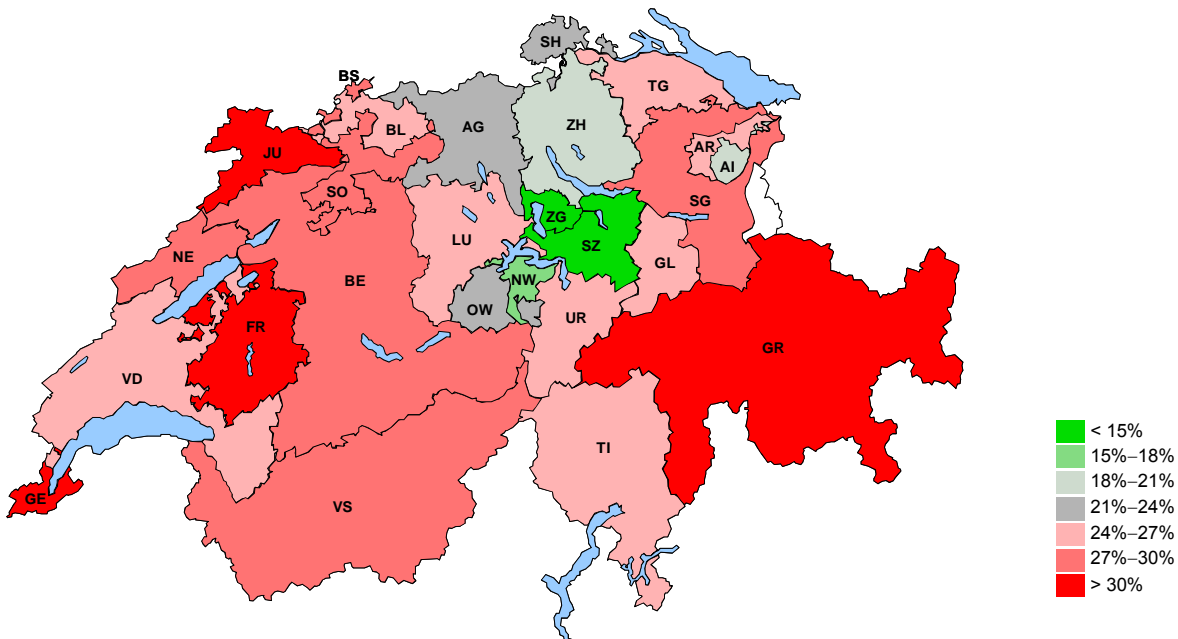 SH
BS
TG
AG
ZH
BL
AR
JU
AI
SO
SG
ZG
LU
SZ
NE
GL
BE
NW
OW
UR
FR
GR
VD
TI
GE
VS
< 15%
15%–18%
18%–21%
21%–24%
24%–27%
27%–30%
> 30%